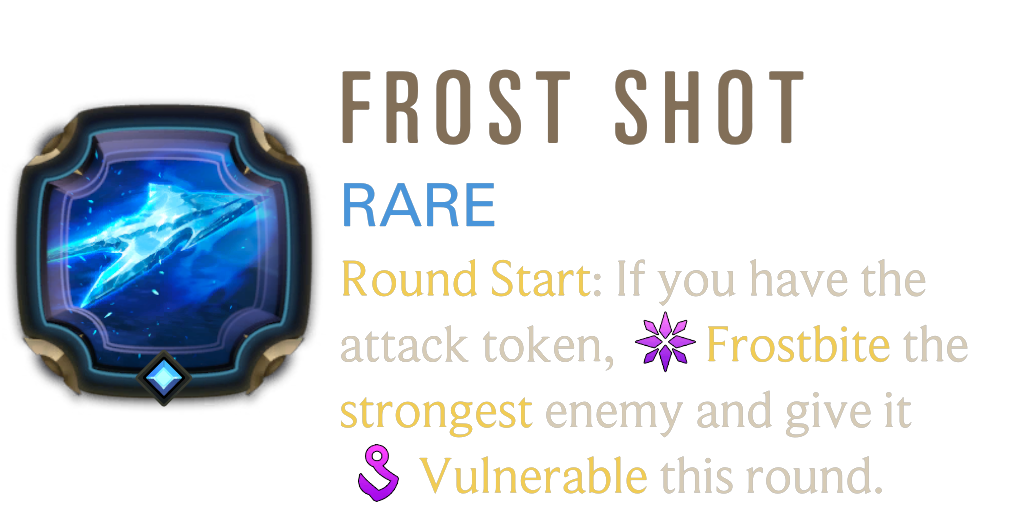 FROST SHOT
RARE
Round Start: If you have the
attack token, Frostbite the
strongest enemy and give it
Vulnerable this round.